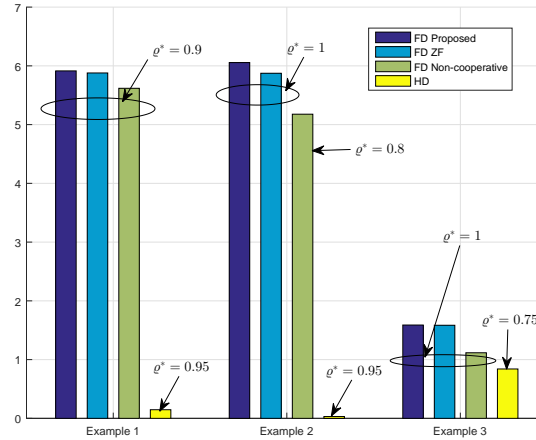 7
6
5
4
3
2
1
0
FD Proposed
FD ZF
FD Non-cooperative
HD
ϱ* = 0.9
ϱ* = 1
ϱ* = 0.8
ϱ* = 1
ϱ* = 0.75
ϱ* = 0.95
ϱ* = 0.95
Example 1
Example 2
Example 3